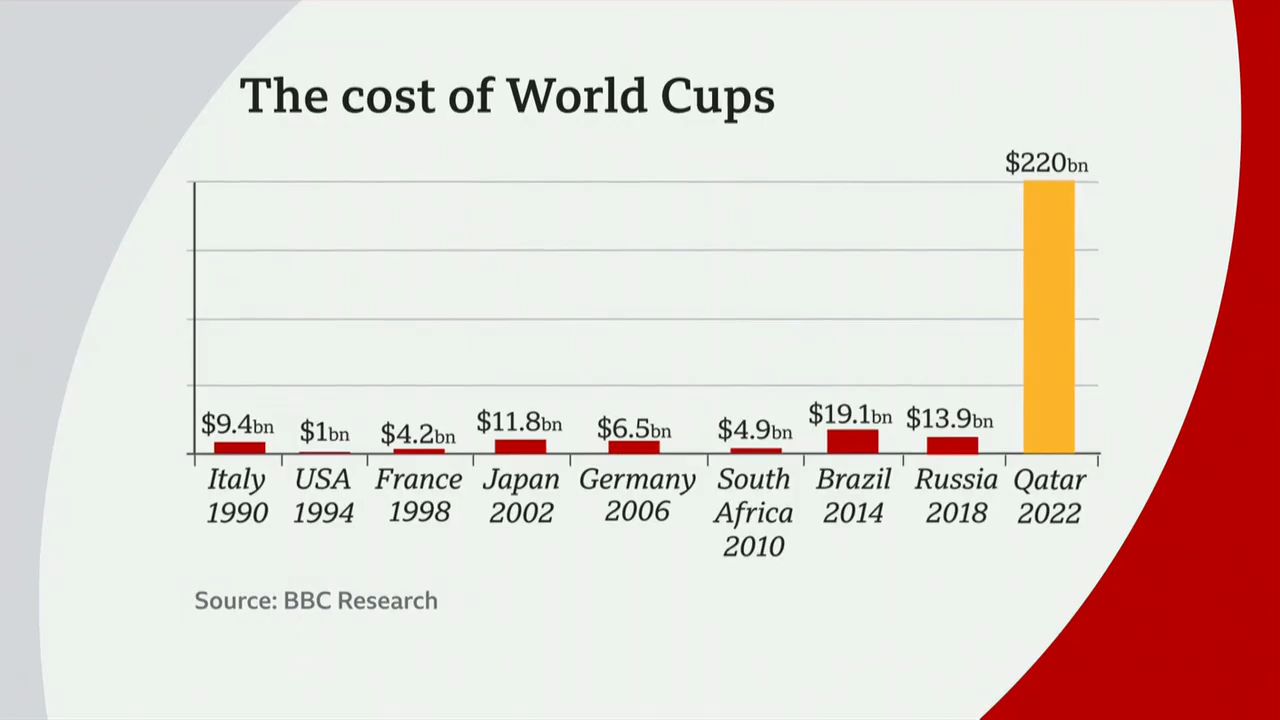 The cost of World Cups
$220bn
$9.4bn
$1bn
$4.2bn
$11.8bn
$6.5bn
$4.9bn
$19.1bn
$13.9bn
Italy 1990
USA 1994
France 1998
Japan 2002
Germany 2006
South Africa 2010
Brazil 2014
Russia 2018
Qatar 2022
Source: BBC Research